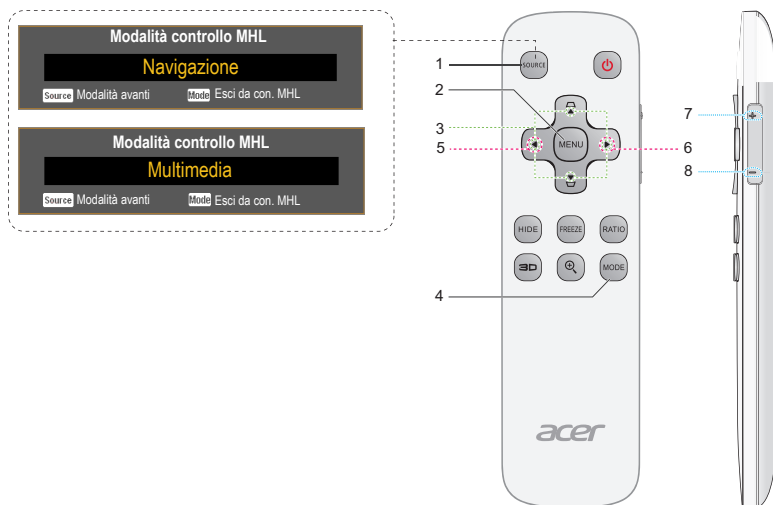 Modalità controllo MHL
Navigazione
Source Modalità avanti Mode Esci da con. MHL
Modalità controllo MHL
Multimedia
Source Modalità avanti Mode Esci da con. MHL
1
SOURCE
2
3
MENU
5
6
7
8
HIDE FREEZE RATIO
3D MODE
4
acer
+
−